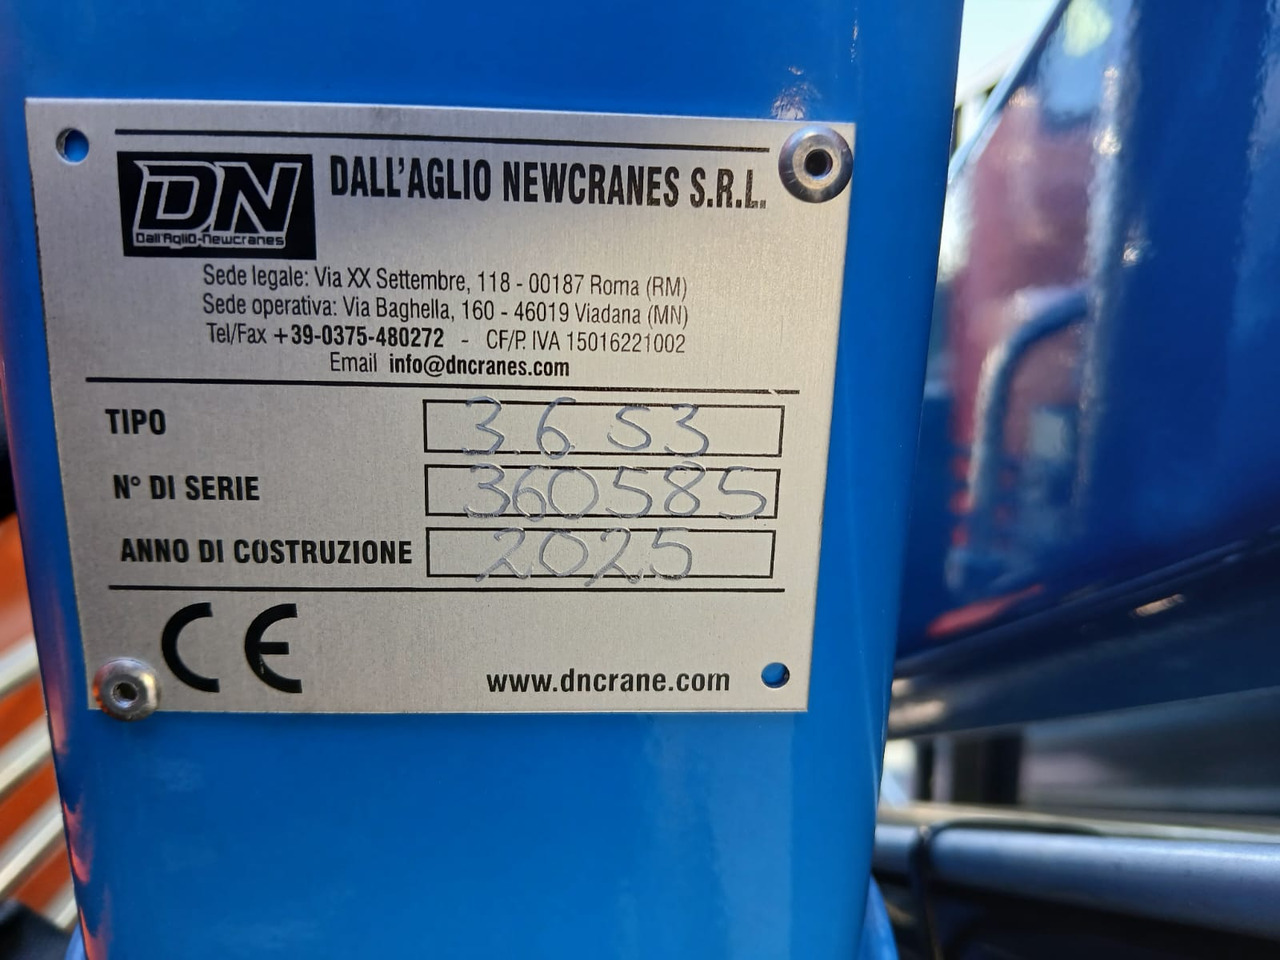 DN
Dall'Aglio-Newcranes
DALL'AGLIO NEWCRANES S.R.L.
Sede legale: Via XX Settembre, 118 - 00187 Roma (RM)
Sede operativa: Via Baghella, 160 - 46019 Viadana (MN)
Tel/Fax +39-0375-480272 - CF/P. IVA 15016221002
Email info@dncranes.com
TIPO 3.6 S3
N° DI SERIE 360585
ANNO DI COSTRUZIONE 2025
CE
www.dncrane.com